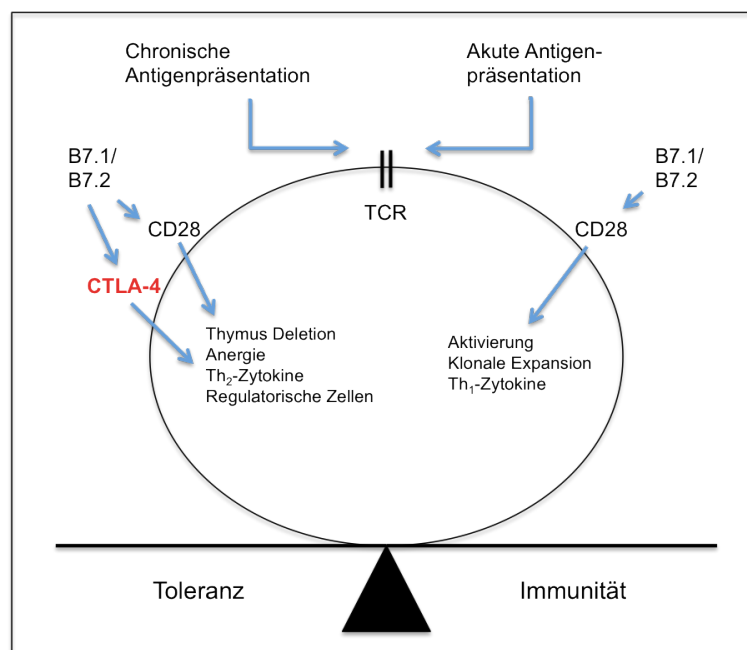 Chronische
Antigenpräsentation
Akute Antigen-
präsentation
B7.1/
B7.2
B7.1/
B7.2
TCR
CD28
CD28
CTLA-4
Thymus Deletion
Anergie
Th2-Zytokine
Regulatorische Zellen
Aktivierung
Klonale Expansion
Th1-Zytokine
Toleranz
Immunität